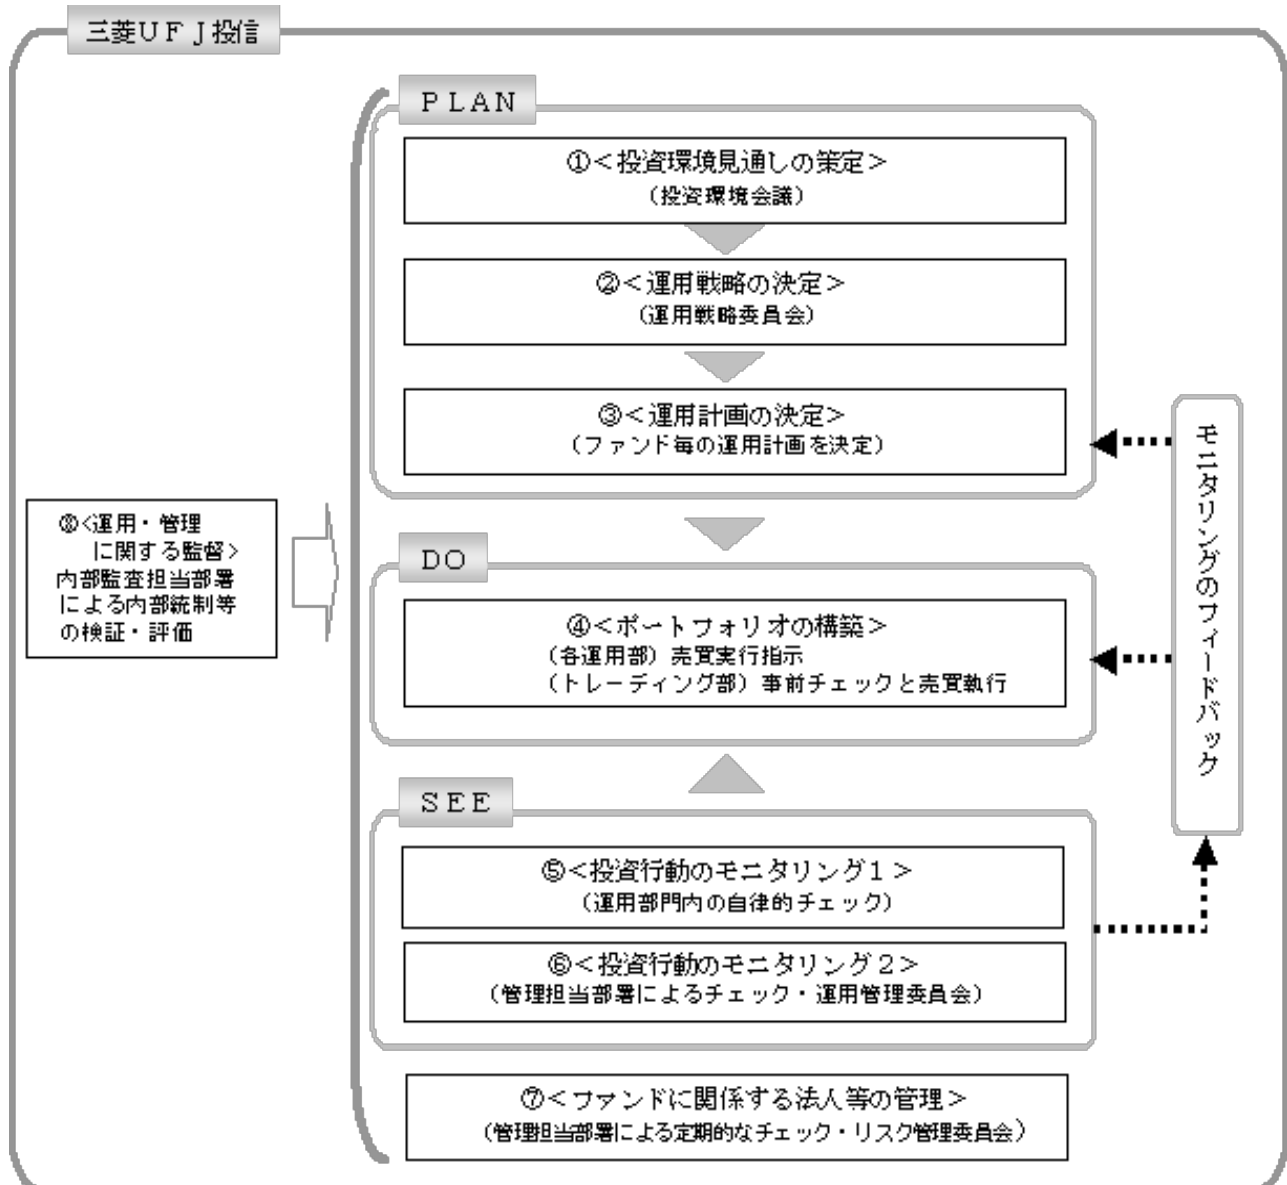 三菱ＵＦＪ投信
ＰＬＡＮ
①＜投資環境見通しの策定＞
（投資環境会議）
②＜運用戦略の決定＞
（運用戦略委員会）
③＜運用計画の決定＞
（ファンド毎の運用計画を決定）
モニタリングのフィードバック
⑧＜運用・管理
に関する監督＞
内部監査担当部署
による内部統制等
の検証・評価
ＤＯ
④＜ポートフォリオの構築＞
（各運用部）売買実行指示
（トレーディング部）事前チェックと売買執行
ＳＥＥ
⑤＜投資行動のモニタリング１＞
（運用部門内の自律的チェック）
⑥＜投資行動のモニタリング２＞
（管理担当部署によるチェック・運用管理委員会）
⑦＜ファンドに関係する法人等の管理＞
（管理担当部署による定期的なチェック・リスク管理委員会）